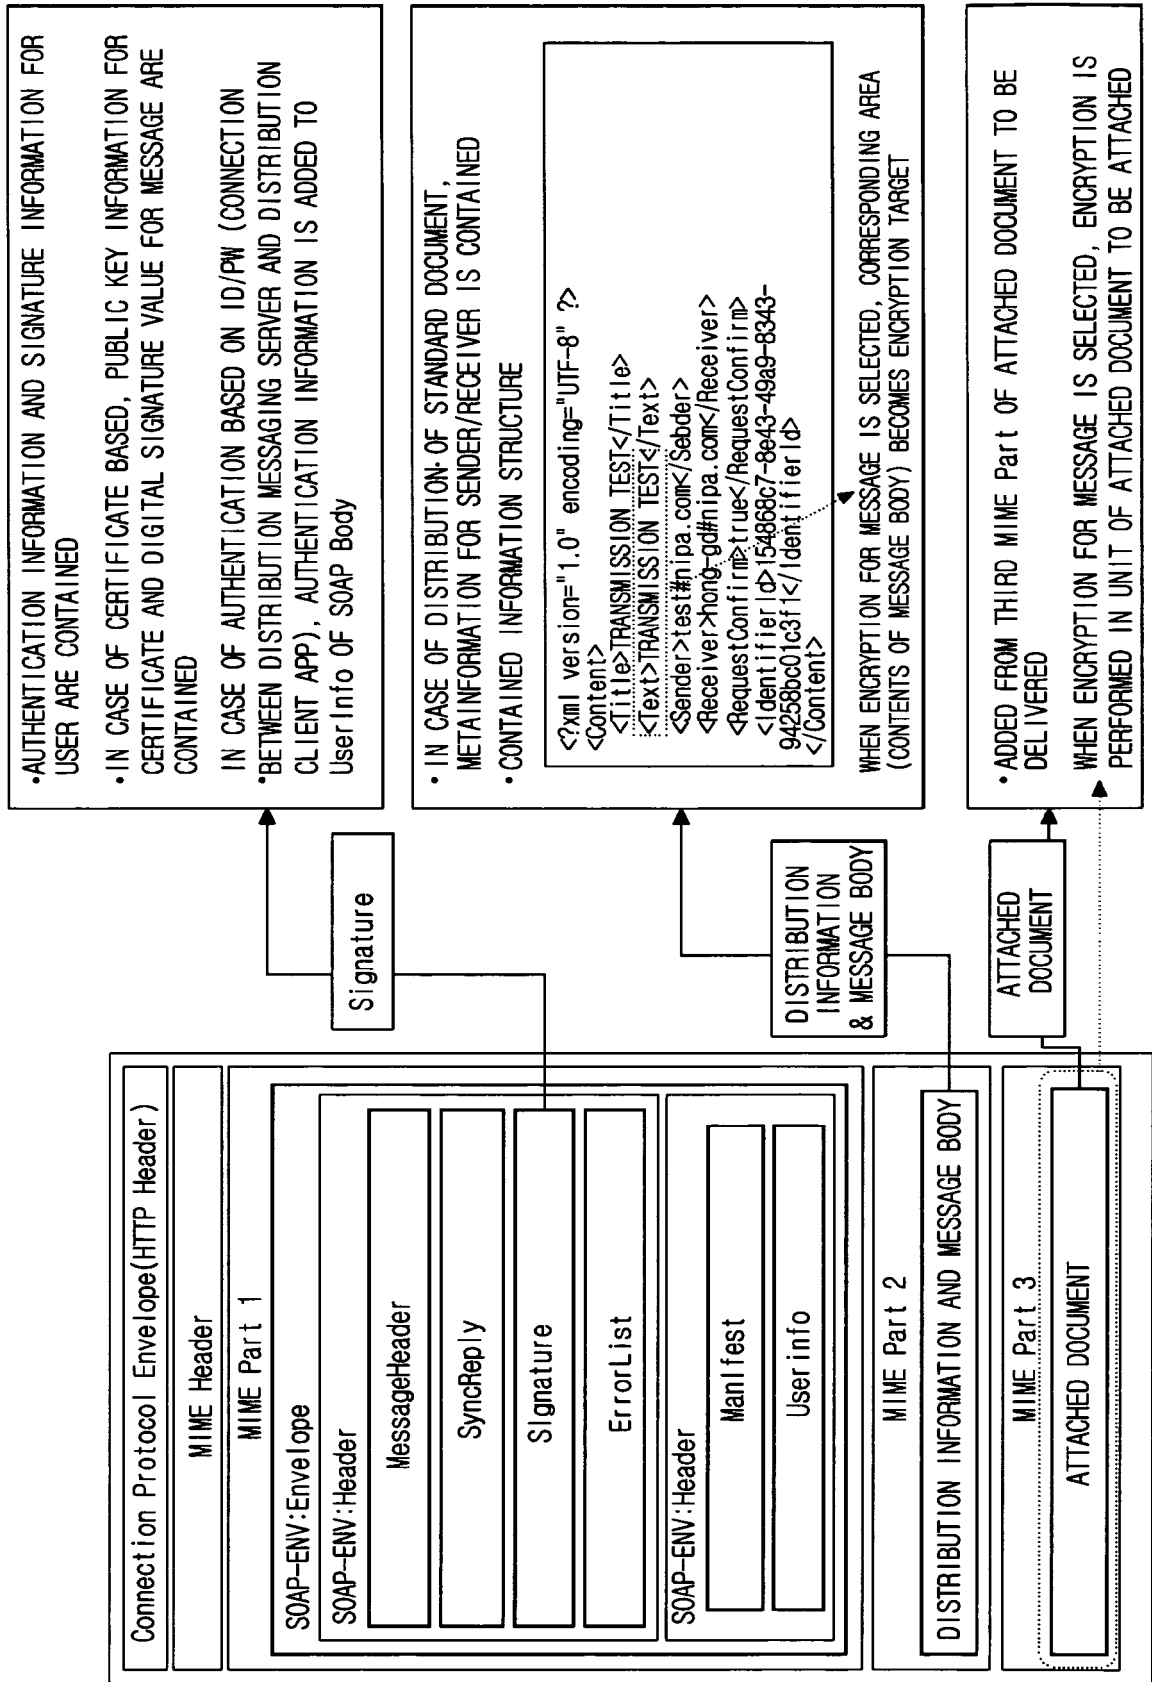 Connection Protocol Envelope(HTTP Header)
MIME Header
MIME Part 1
SOAP-ENV:Envelope
SOAP-ENV:Header
MessageHeader
SyncReply
Signature
ErrorList
SOAP-ENV:Header
Manifest
Userinfo
MIME Part 2
DISTRIBUTION INFORMATION AND MESSAGE BODY
MIME Part 3
ATTACHED DOCUMENT
Signature
DISTRIBUTION
INFORMATION
& MESSAGE BODY
ATTACHED
DOCUMENT
•AUTHENTICATION INFORMATION AND SIGNATURE INFORMATION FOR
USER ARE CONTAINED
•IN CASE OF CERTIFICATE BASED, PUBLIC KEY INFORMATION FOR
CERTIFICATE AND DIGITAL SIGNATURE VALUE FOR MESSAGE ARE
CONTAINED
IN CASE OF AUTHENTICATION BASED ON ID/PW (CONNECTION
•BETWEEN DISTRIBUTION MESSAGING SERVER AND DISTRIBUTION
CLIENT APP), AUTHENTICATION INFORMATION IS ADDED TO
UserInfo OF SOAP Body
•IN CASE OF DISTRIBUTION OF STANDARD DOCUMENT,
METAINFORMATION FOR SENDER/RECEIVER IS CONTAINED
•CONTAINED INFORMATION STRUCTURE
<?xml version="1.0" encoding="UTF-8" ?>
<Content>
<Title>TRANSMISSION TEST</Title>
<Text>TRANSMISSION TEST</Text>
<Sender>test#nipa.com</Sebder>
<Receiver>hong-gd#nipa.com</Receiver>
<RequestConfirm>true</RequestConfirm>
<IdentifierId>154868c7-8e43-49a9-8343-
94258bc01c3f1</IdentifierId>
</Content>
WHEN ENCRYPTION FOR MESSAGE IS SELECTED, CORRESPONDING AREA
(CONTENTS OF MESSAGE BODY) BECOMES ENCRYPTION TARGET
•ADDED FROM THIRD MIME Part OF ATTACHED DOCUMENT TO BE
DELIVERED
WHEN ENCRYPTION FOR MESSAGE IS SELECTED, ENCRYPTION IS
PERFORMED IN UNIT OF ATTACHED DOCUMENT TO BE ATTACHED